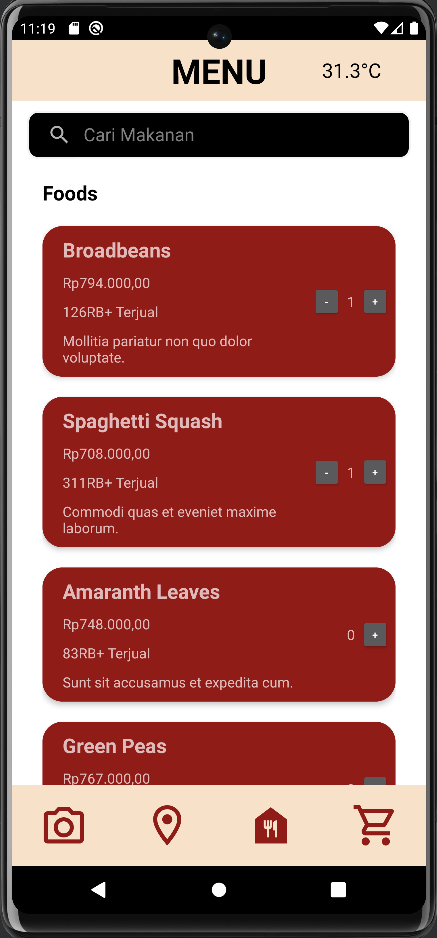 11:19
MENU
31.3°C
Cari Makanan
Foods
Broadbeans
Rp794.000,00
126RB+ Terjual
Mollitia pariatur non quo dolor
voluptate.
- 1 +
Spaghetti Squash
Rp708.000,00
311RB+ Terjual
Commodi quas et eveniet maxime
laborum.
- 1 +
Amaranth Leaves
Rp748.000,00
83RB+ Terjual
Sunt sit accusamus et expedita cum.
0 +
Green Peas
Rp767.000,00